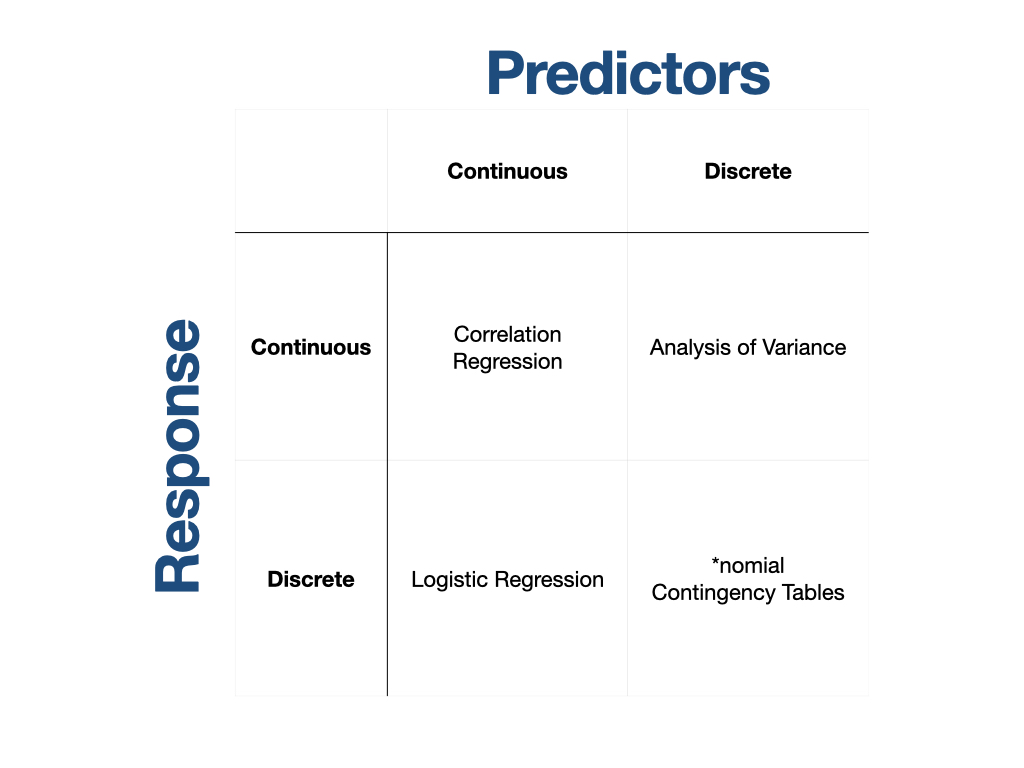 Predictors
Continuous
Discrete
Response
Continuous
Correlation
Regression
Analysis of Variance
Discrete
Logistic Regression
*nomial
Contingency Tables